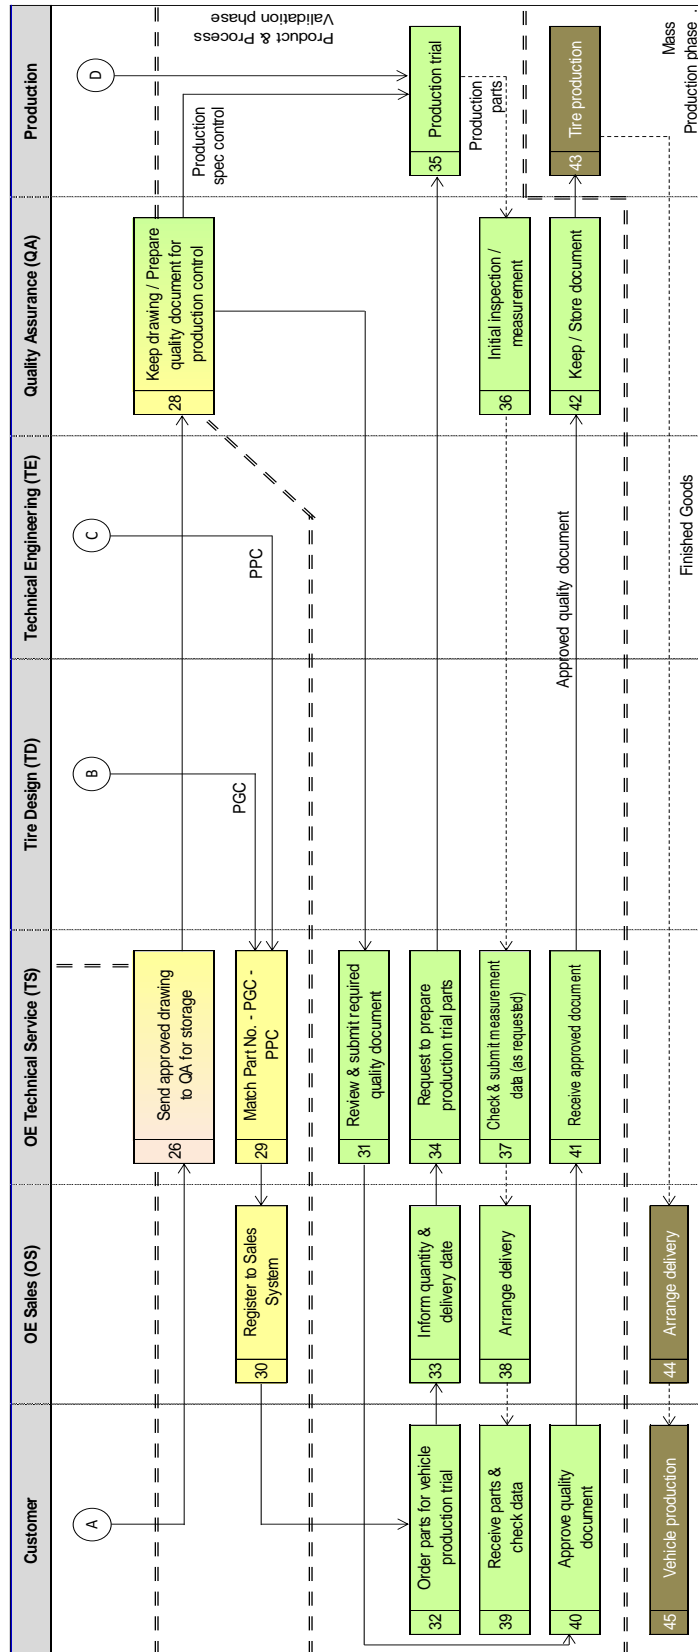 Customer
OE Sales (OS)
OE Technical Service (TS)
Tire Design (TD)
Technical Engineering (TE)
Quality Assurance (QA)
Production
A
B
C
D
Product & Process
Validation phase
26
Send approved drawing
to QA for storage
28
Keep drawing / Prepare
quality document for
production control
Production
spec control
PGC
PPC
30
Register to Sales
System
29
Match Part No. - PGC -
PPC
31
Review & submit required
quality document
32
Order parts for vehicle
production trial
33
Inform quantity &
delivery date
34
Request to prepare
production trial parts
35
Production trial
Production
parts
39
Receive parts &
check data
38
Arrange delivery
37
Check & submit measurement
data (as requested)
36
Initial inspection /
measurement
40
Approve quality
document
41
Receive approved document
Approved quality document
42
Keep / Store document
43
Tire production
45
Vehicle production
44
Arrange delivery
Finished Goods
Mass
Production phase